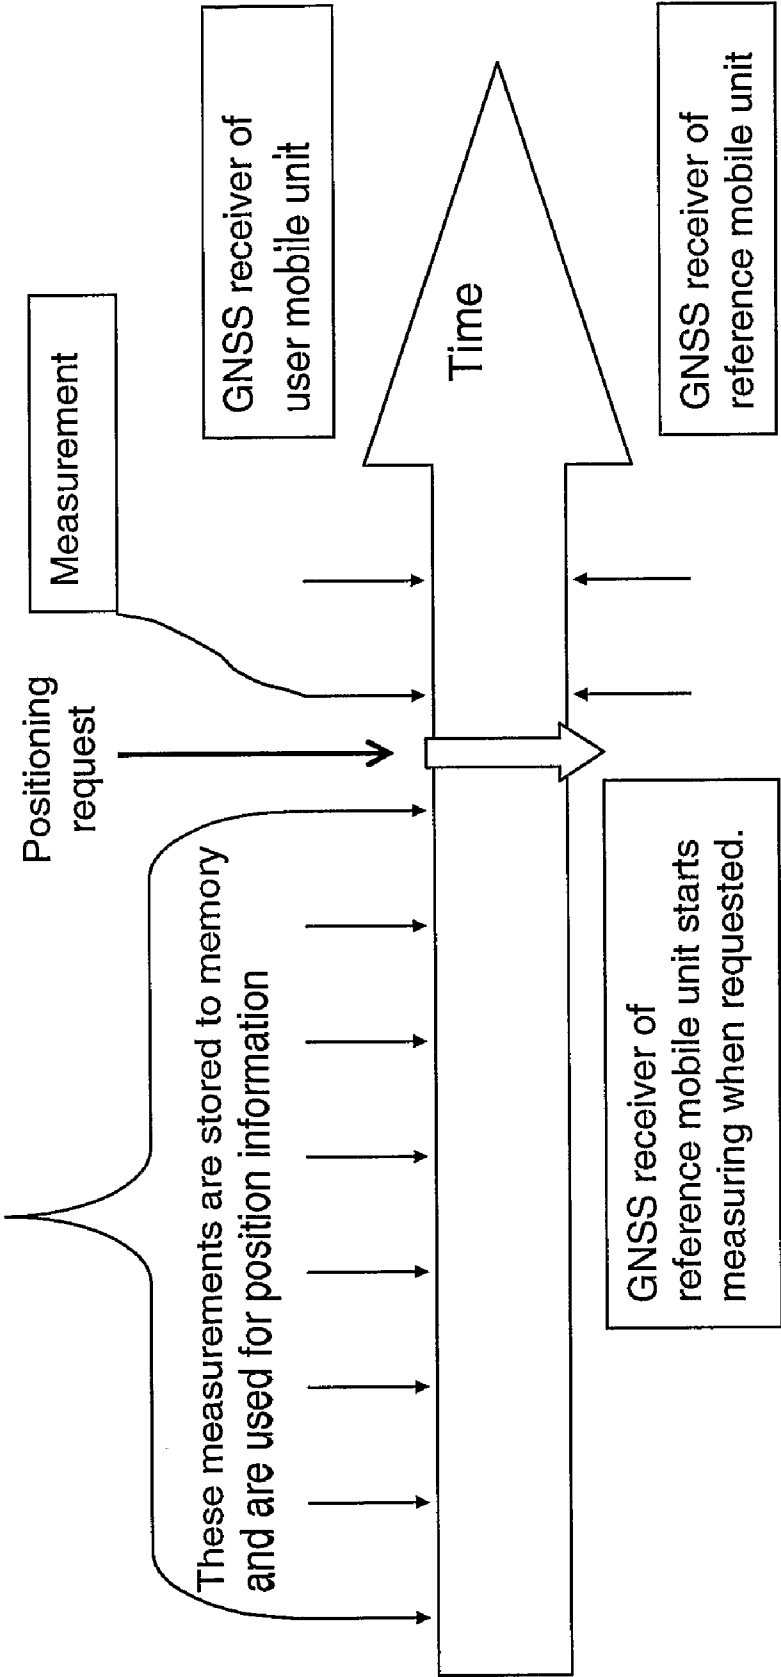 Positioning
request
Measurement
GNSS receiver of
user mobile unit
These measurements are stored to memory
and are used for position information
Time
GNSS receiver of
reference mobile unit starts
measuring when requested.
GNSS receiver of
reference mobile unit